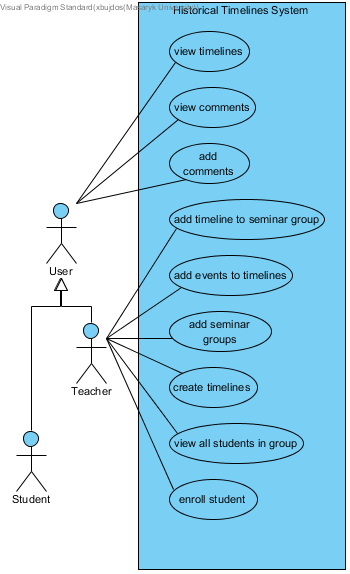 Visual Paradigm Standard(xbujdos(Masaryk University))
Historical Timelines System
view timelines
view comments
add
comments
add timeline to seminar group
User
add events to timelines
add seminar
groups
Teacher
create timelines
view all students in group
Student
enroll student